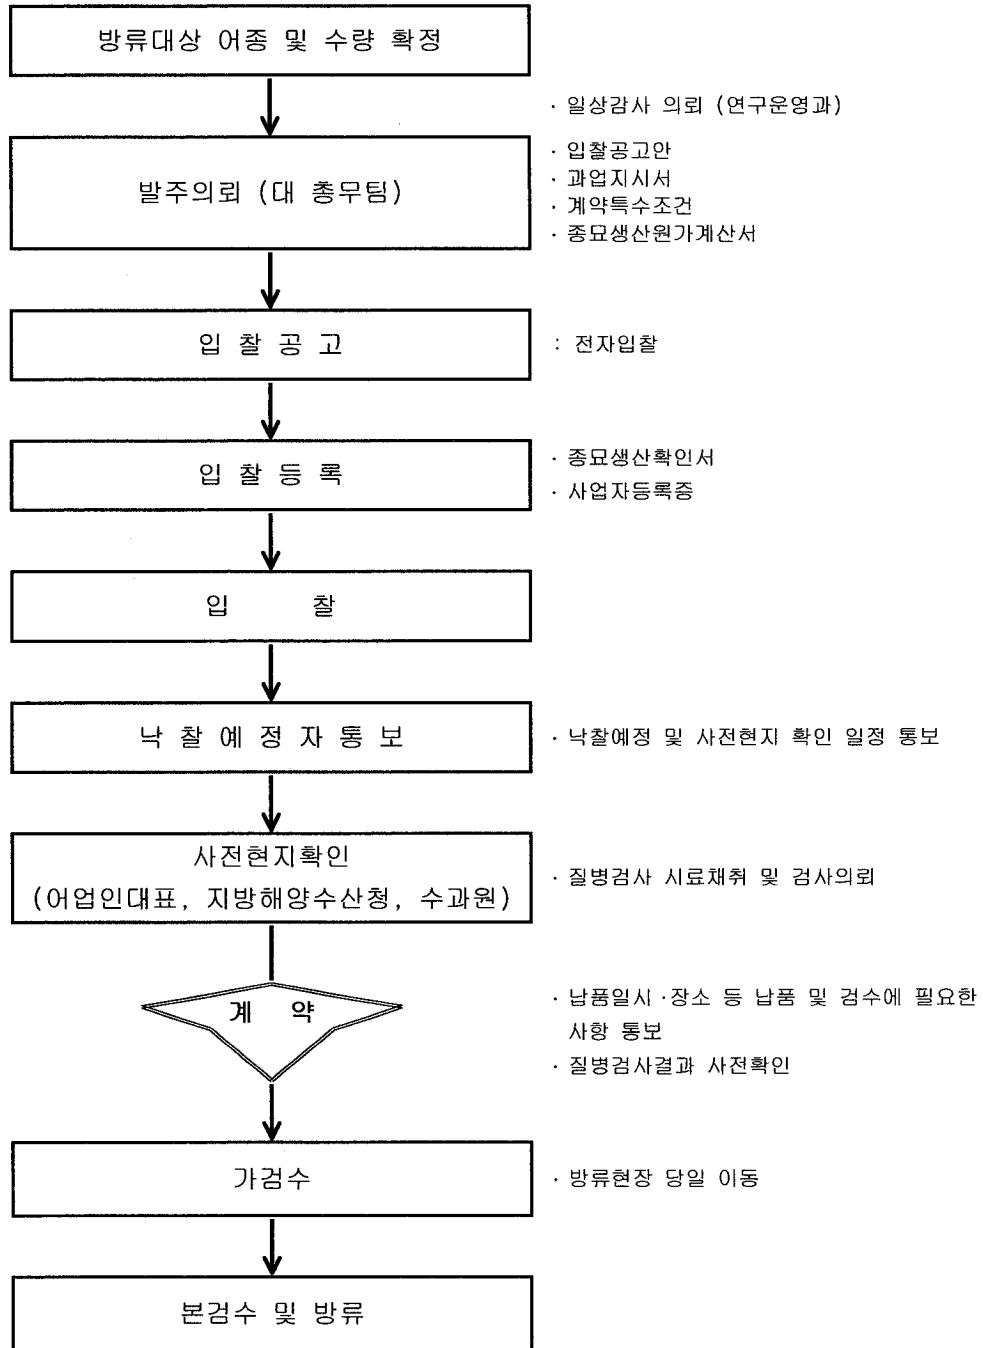 방류대상 어종 및 수량 확정
· 일상감사 의뢰 (연구운영과)
발주의뢰 (대 총무팀)
· 입찰공고안
· 과업지시서
· 계약특수조건
· 종묘생산원가계산서
입 찰 공 고
: 전자입찰
입 찰 등 록
· 종묘생산확인서
· 사업자등록증
입 찰
낙 찰 예 정 자 통 보
· 낙찰예정 및 사전현지 확인 일정 통보
사전현지확인
(어업인대표, 지방해양수산청, 수과원)
· 질병검사 시료채취 및 검사의뢰
계 약
· 납품일시·장소 등 납품 및 검수에 필요한
사항 통보
· 질병검사결과 사전확인
가검수
· 방류현장 당일 이동
본검수 및 방류